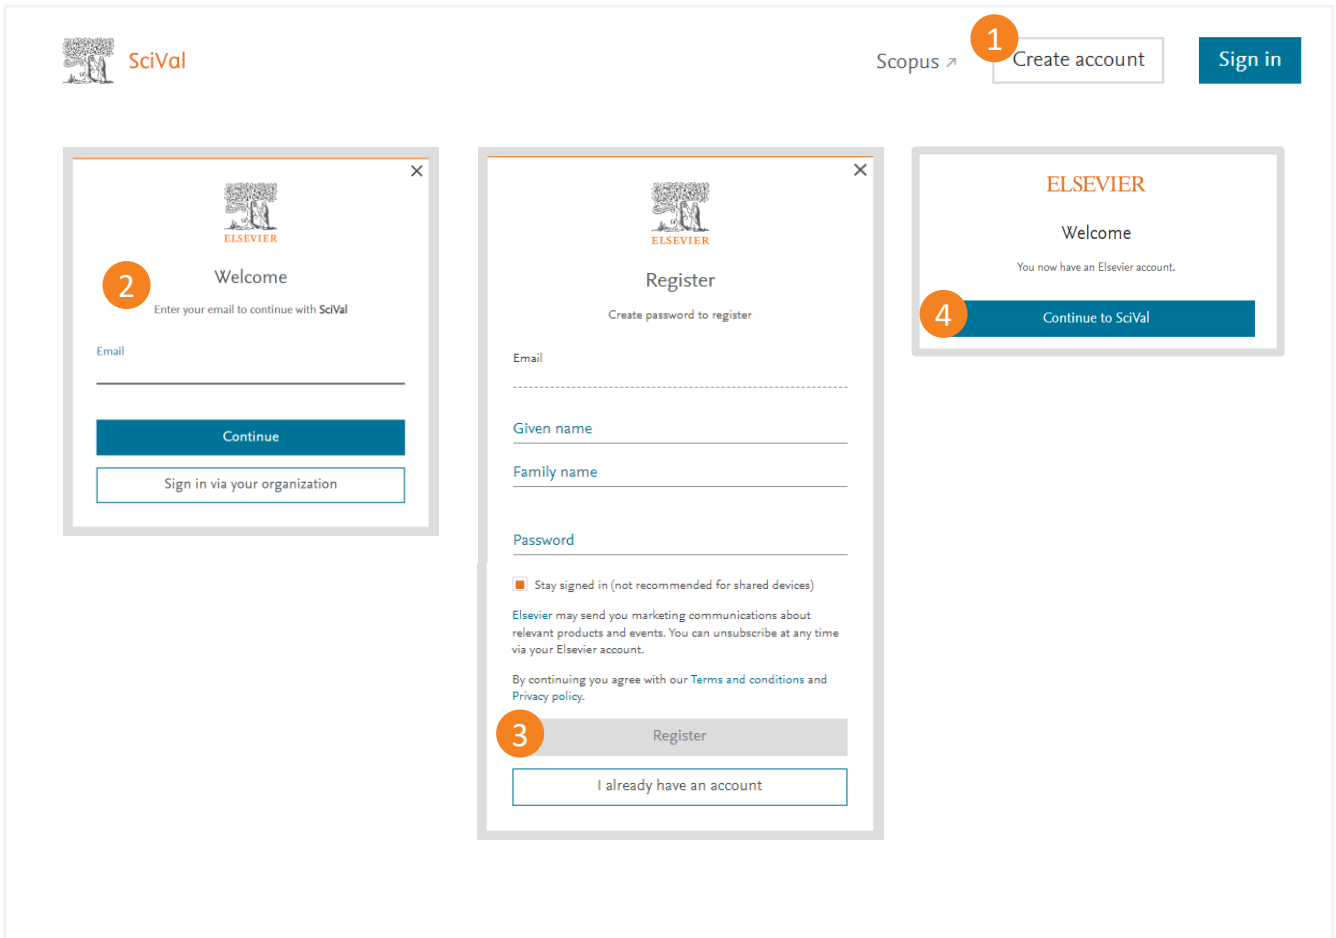 SciVal
Scopus ↗
1
Create account
Sign in
2
ELSEVIER
Welcome
Enter your email to continue with SciVal
Email
Continue
Sign in via your organization
ELSEVIER
Register
Create password to register
Email
Given name
Family name
Password
Stay signed in (not recommended for shared devices)
Elsevier may send you marketing communications about
relevant products and events. You can unsubscribe at any time
via your Elsevier account.
By continuing you agree with our Terms and conditions and
Privacy policy.
3
Register
I already have an account
ELSEVIER
Welcome
You now have an Elsevier account.
4
Continue to SciVal